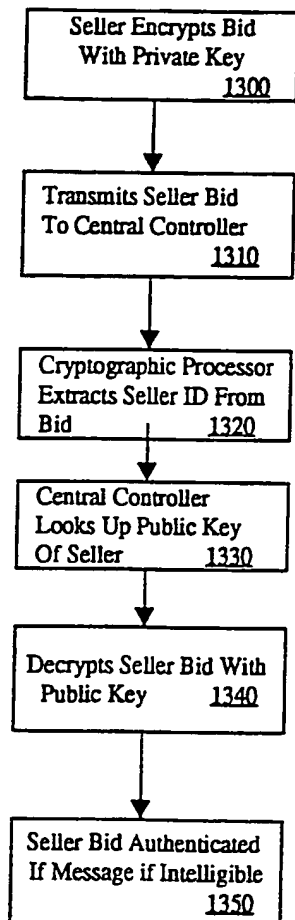 Seller Encrypts Bid
With Private Key
1300
Transmits Seller Bid
To Central Controller
1310
Cryptographic Processor
Extracts Seller ID From
Bid 1320
Central Controller
Looks Up Public Key
Of Seller 1330
Decrypts Seller Bid With
Public Key 1340
Seller Bid Authenticated
If Message if Intelligible
1350